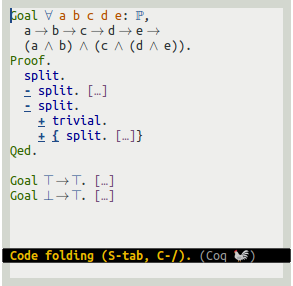 Goal ∀ a b c d e: ℙ,
a → b → c → d → e →
(a ∧ b) ∧ (c ∧ (d ∧ e)).
Proof.
split.
- split. […]
- split.
+ trivial.
+ { split. […]}
Qed.
Goal ⊤→⊤. […]
Goal ⊥→⊤. […]
Code folding (S-tab, C-/). (Coq 🐓)